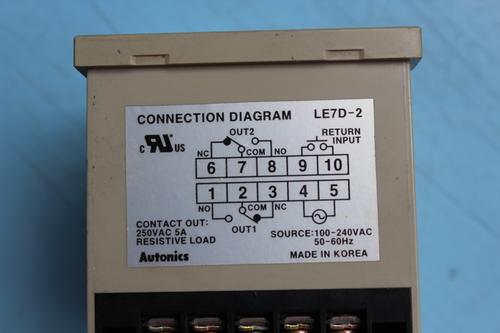 CONNECTION DIAGRAM LE7D-2
c RU US
OUT2
RETURN
INPUT
NC COM NO
6 7 8 9 10
1 2 3 4 5
NO COM NC
OUT1
CONTACT OUT:
250VAC 5A
RESISTIVE LOAD
SOURCE:100-240VAC
50-60Hz
Autonics
MADE IN KOREA